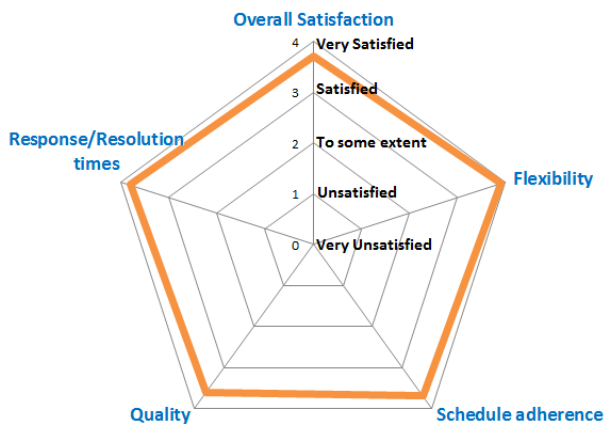 Overall Satisfaction
4 Very Satisfied
3 Satisfied
Response/Resolution
times
2 To some extent
Flexibility
1 Unsatisfied
0 Very Unsatisfied
Quality
Schedule adherence